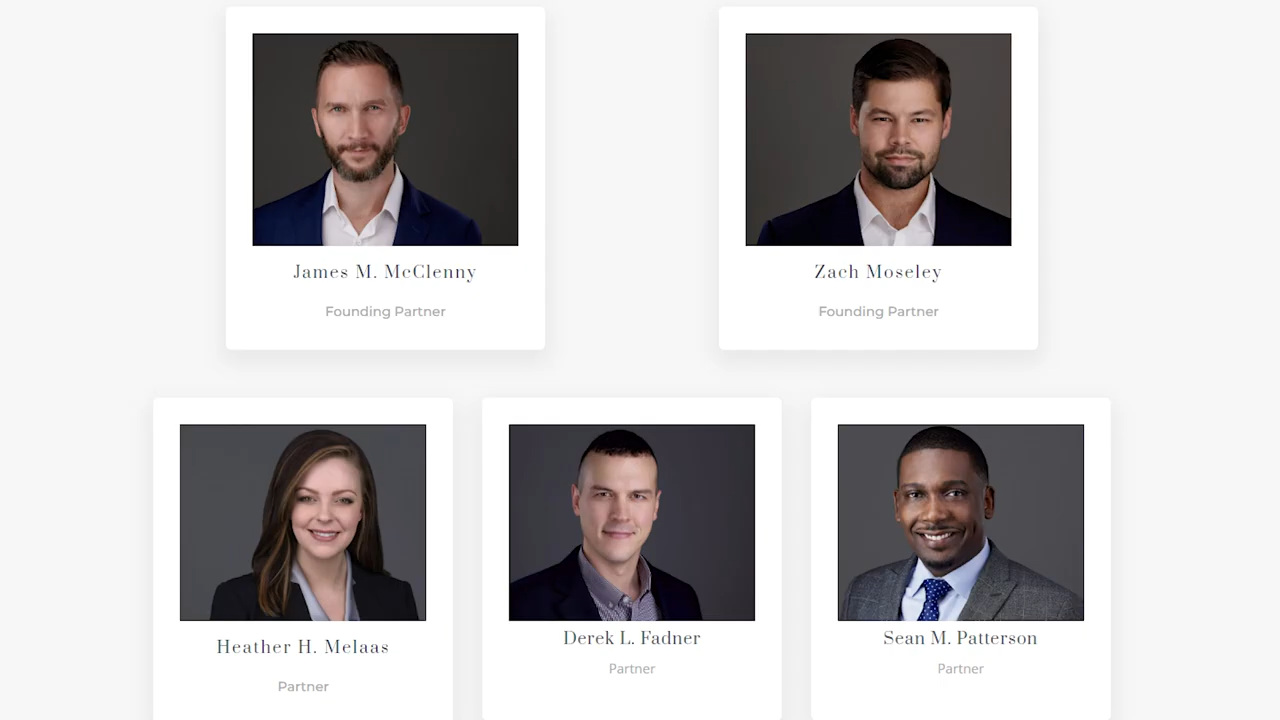 James M. McClenny
Zach Moseley
Founding Partner
Founding Partner
Heather H. Melaas
Derek L. Fadner
Sean M. Patterson
Partner
Partner
Partner